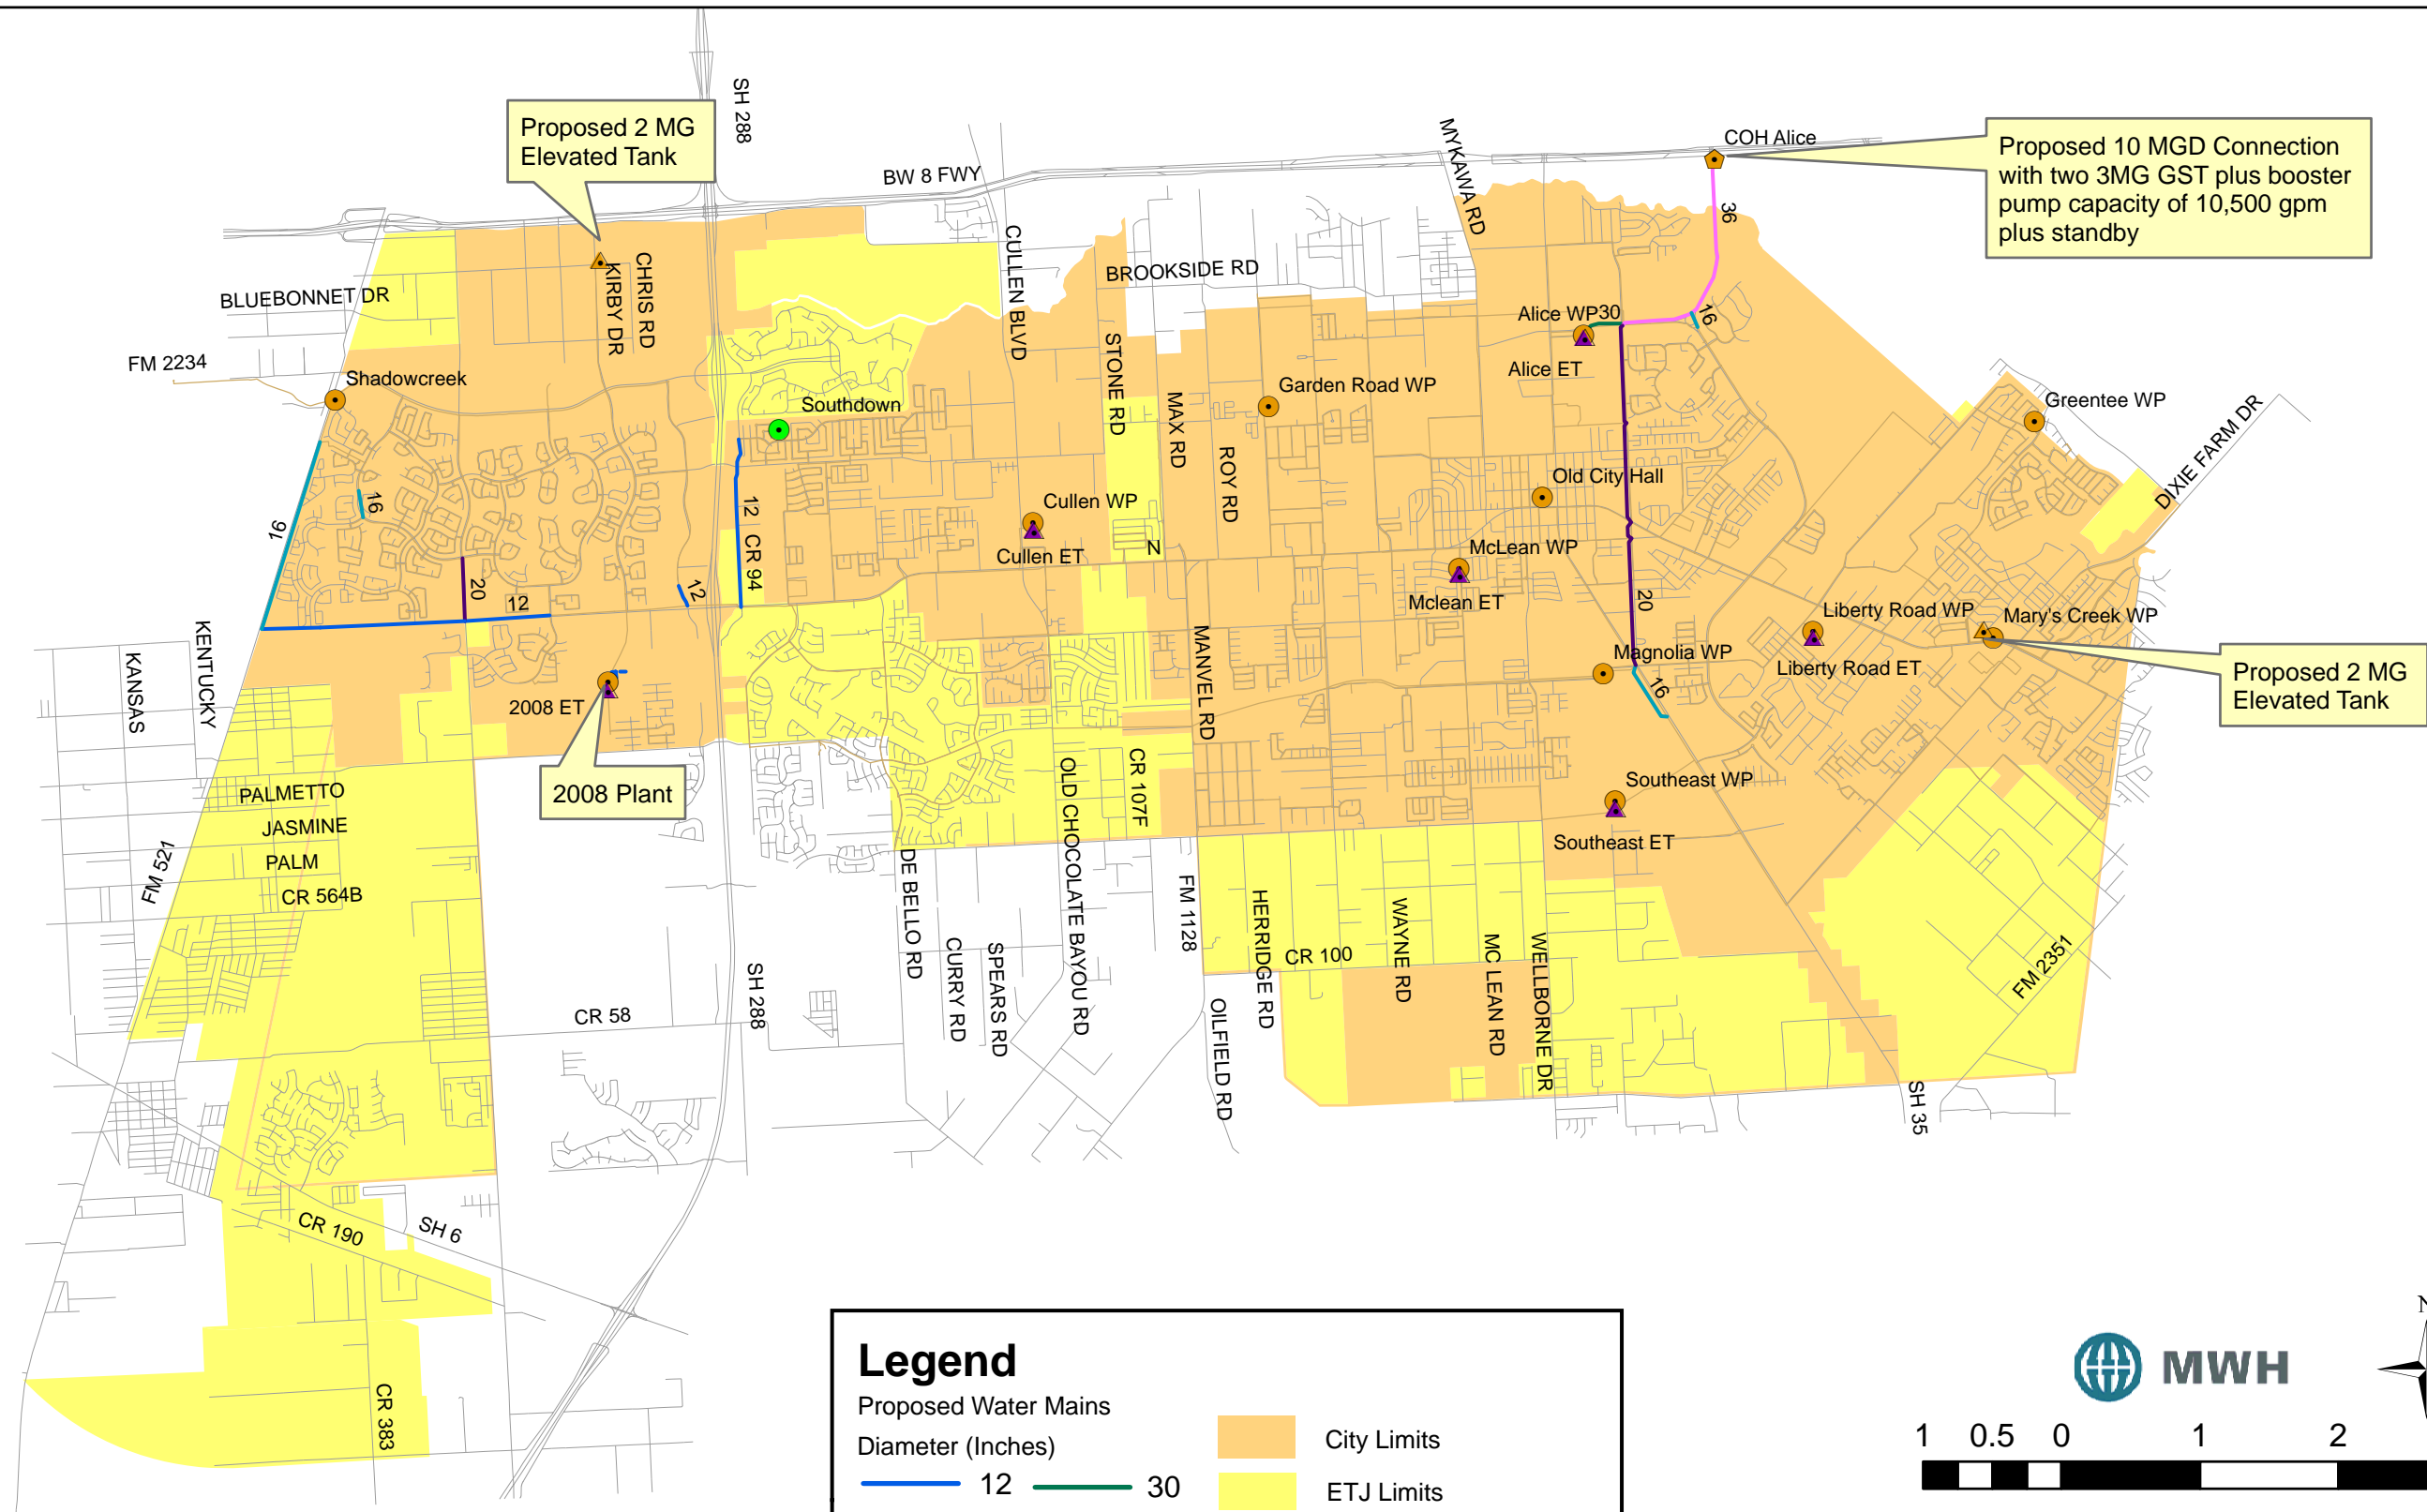 SH 288
Proposed 2 MG
Elevated Tank
MYKAWA RD
COH Alice
Proposed 10 MGD Connection
with two 3MG GST plus booster
pump capacity of 10,500 gpm
plus standby
BW 8 FWY
36
CULLEN BLVD
BROOKSIDE RD
CHRIS RD
KIRBY DR
BLUEBONNET DR
Alice WP
30
16
STONE RD
FM 2234
Shadowcreek
Alice ET
Garden Road WP
Southdown
MAX RD
Greentee WP
DIXIE FARM DR
ROY RD
Old City Hall
16
16
12
CR 94
Cullen WP
Cullen ET
N
McLean WP
Mclean ET
20
12
12
20
Liberty Road WP
Mary's Creek WP
KENTUCKY
KANSAS
MANVEL RD
Magnolia WP
Liberty Road ET
Proposed 2 MG
Elevated Tank
16
2008 ET
2008 Plant
OLD CHOCOLATE BAYOU RD
CR 107F
Southeast WP
Southeast ET
PALMETTO
JASMINE
PALM
CR 564B
FM 521
DE BELLO RD
FM 1128
HERRIDGE RD
WAYNE RD
CR 100
MC LEAN RD
WELLBORNE DR
CURRY RD
SPEARS RD
SH 288
FM 2351
CR 58
OILFIELD RD
SH 35
CR 190
SH 6
CR 383
Legend
Proposed Water Mains
Diameter (Inches)
12
30
City Limits
ETJ Limits
MWH
1
0.5
0
1
2